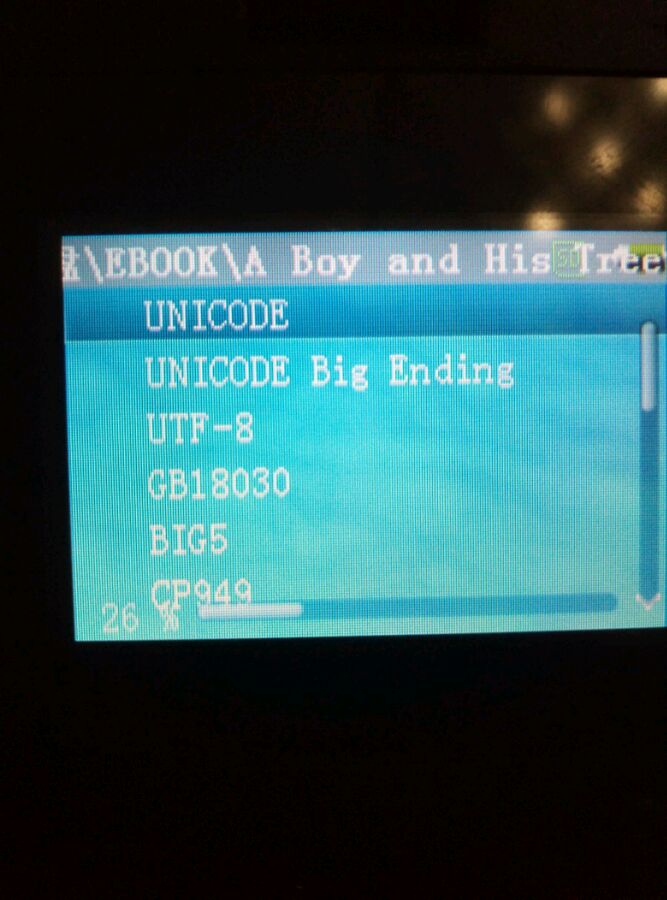 \EBOOK\A Boy and His Tree
UNICODE
UNICODE Big Ending
UTF-8
GB18030
BIG5
CP949
26 %